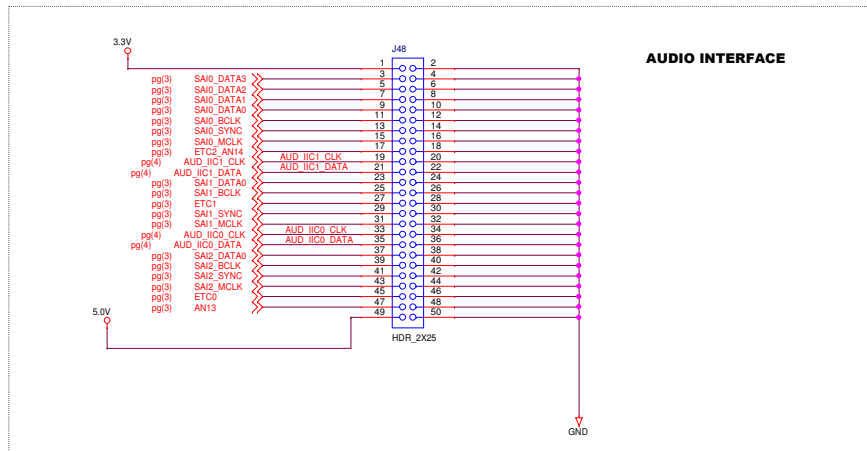 AUDIO INTERFACE
3.3V
J48
1 2
pg(3) SAI0_DATA3 3 4
pg(3) SAI0_DATA2 5 6
pg(3) SAI0_DATA1 7 8
pg(3) SAI0_DATA0 9 10
pg(3) SAI0_BCLK 11 12
pg(3) SAI0_SYNC 13 14
pg(3) SAI0_MCLK 15 16
pg(3) ETC2_AN14 17 18
pg(4) AUD_IIC1_CLK AUD_IIC1_CLK 19 20
pg(4) AUD_IIC1_DATA AUD_IIC1_DATA 21 22
pg(3) SAI1_DATA0 23 24
pg(3) SAI1_BCLK 25 26
pg(3) ETC1 27 28
pg(3) SAI1_SYNC 29 30
pg(3) SAI1_MCLK 31 32
pg(4) AUD_IIC0_CLK AUD_IIC0_CLK 33 34
pg(4) AUD_IIC0_DATA AUD_IIC0_DATA 35 36
pg(3) SAI2_DATA0 37 38
pg(3) SAI2_BCLK 39 40
pg(3) SAI2_SYNC 41 42
pg(3) SAI2_MCLK 43 44
pg(3) ETC0 45 46
pg(3) AN13 47 48
5.0V 49 50
HDR_2X25
GND